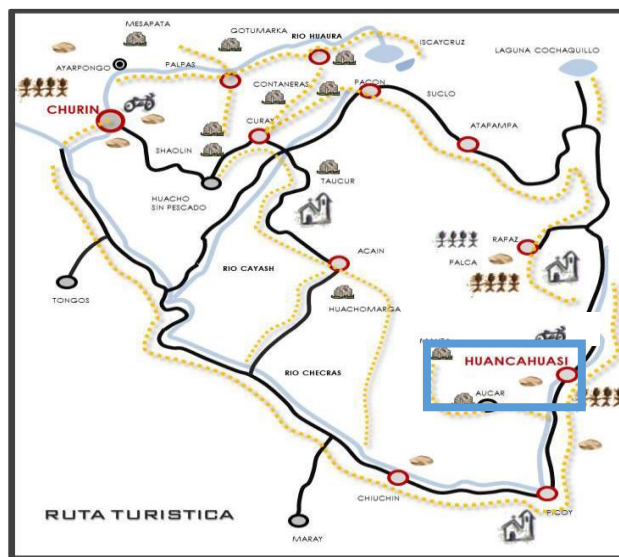 MESAPATA
GOTUMARKA
RIO HUAURA
ISCAYCRUZ
LAGUNA COCHAQUILLO
AYARPONGO
PALPAS
CONTANERAS
PACON
SUCLO
CHURIN
CURAY
ATAPAMPA
SHAOLIN
TAUCUR
HUACHO
SIN PESCADO
RAPAZ
ACAIN
PALCA
RIO CAYASH
TONGOS
HUACHOMARGA
HUANCAHUASI
RIO CHECRAS
AUCAR
CHIUCHIN
PICOY
RUTA TURISTICA
MARAY